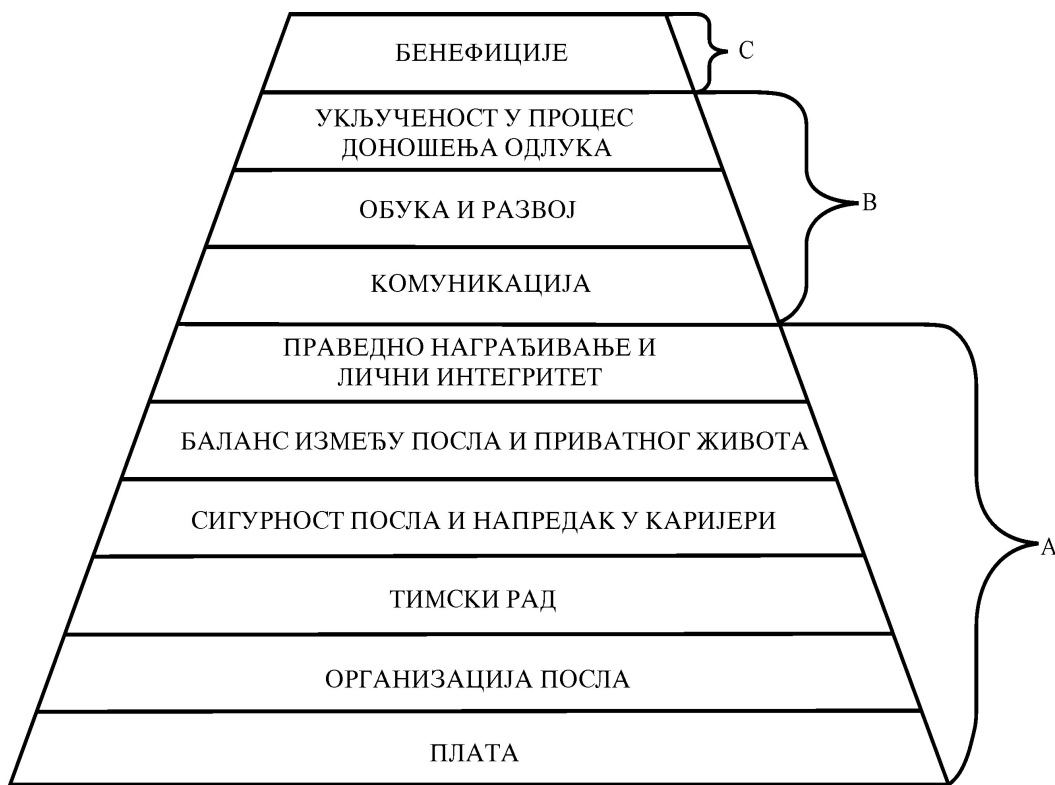 БЕНЕФИЦИЈЕ
C
УКЉУЧЕНОСТ У ПРОЦЕС
ДОНОШЕЊА ОДЛУКА
ОБУКА И РАЗВОЈ
B
КОМУНИКАЦИЈА
ПРАВЕДНО НАГРАЂИВАЊЕ И
ЛИЧНИ ИНТЕГРИТЕТ
БАЛАНС ИЗМЕЂУ ПОСЛА И ПРИВАТНОГ ЖИВОТА
СИГУРНОСТ ПОСЛА И НАПРЕДАК У КАРИЈЕРИ
A
ТИМСКИ РАД
ОРГАНИЗАЦИЈА ПОСЛА
ПЛАТА